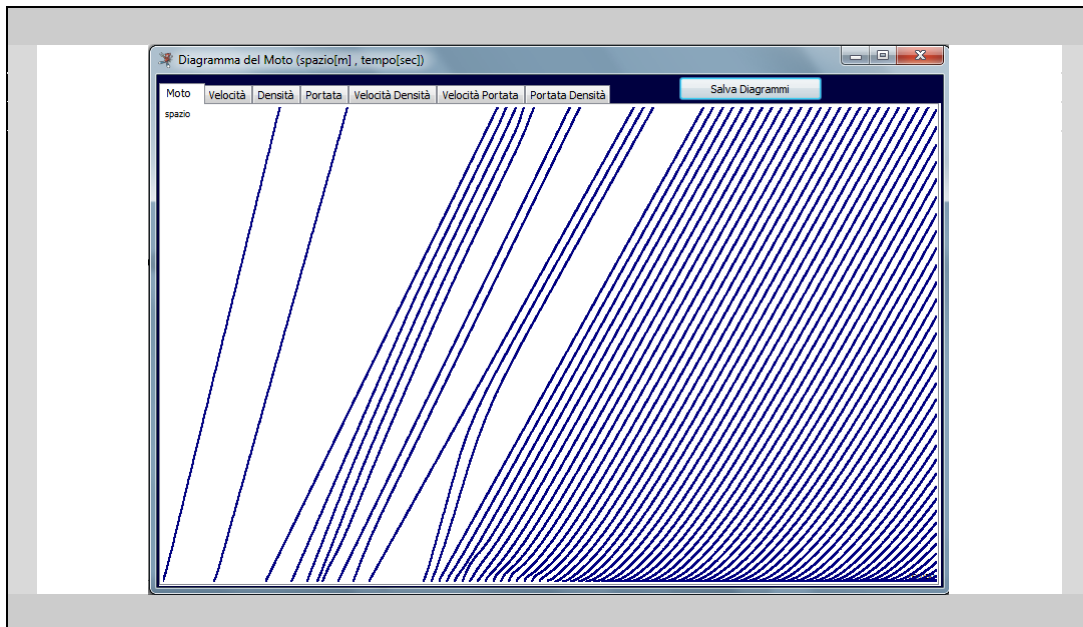 Diagramma del Moto (spazio[m] , tempo[sec])
Moto Velocità Densità Portata Velocità Densità Velocità Portata Portata Densità Salva Diagrammi
spazio